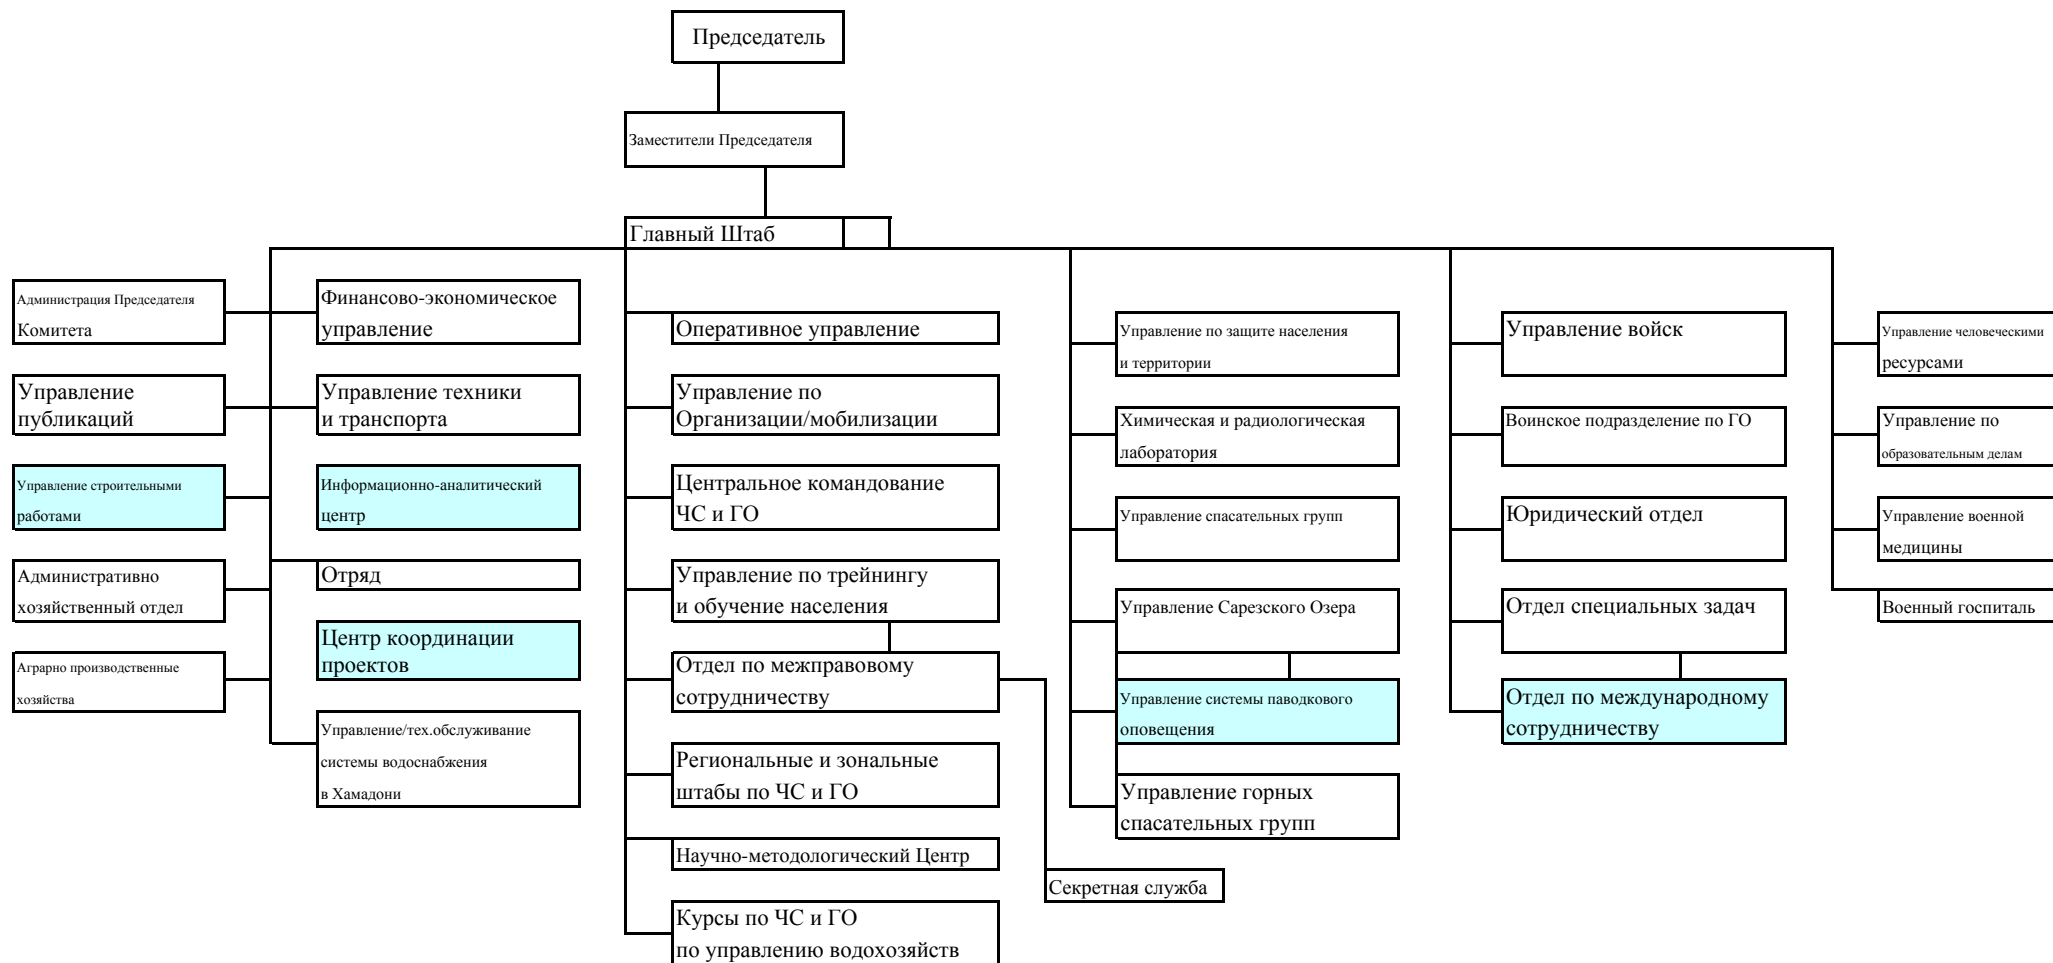 Председатель
Заместители Председателя
Главный Штаб
Администрация Председателя
Комитета
Управление
публикаций
Управление строительными
работами
Административно
хозяйственный отдел
Аграрно производственные
хозяйства
Финансово-экономическое
управление
Управление техники
и транспорта
Информационно-аналитический
центр
Отряд
Центр координации
проектов
Управление/тех.обслуживание
системы водоснабжения
в Хамадони
Оперативное управление
Управление по
Организации/мобилизации
Центральное командование
ЧС и ГО
Управление по трейнингу
и обучение населения
Отдел по межправовому
сотрудничеству
Региональные и зональные
штабы по ЧС и ГО
Научно-методологический Центр
Курсы по ЧС и ГО
по управлению водохозяйств
Секретная служба
Управление по защите населения
и территории
Химическая и радиологическая
лаборатория
Управление спасательных групп
Управление Сарезского Озера
Управление системы паводкового
оповещения
Управление горных
спасательных групп
Управление войск
Воинское подразделение по ГО
Юридический отдел
Отдел специальных задач
Отдел по международному
сотрудничеству
Управление человеческими
ресурсами
Управление по
образовательным делам
Управление военной
медицины
Военный госпиталь